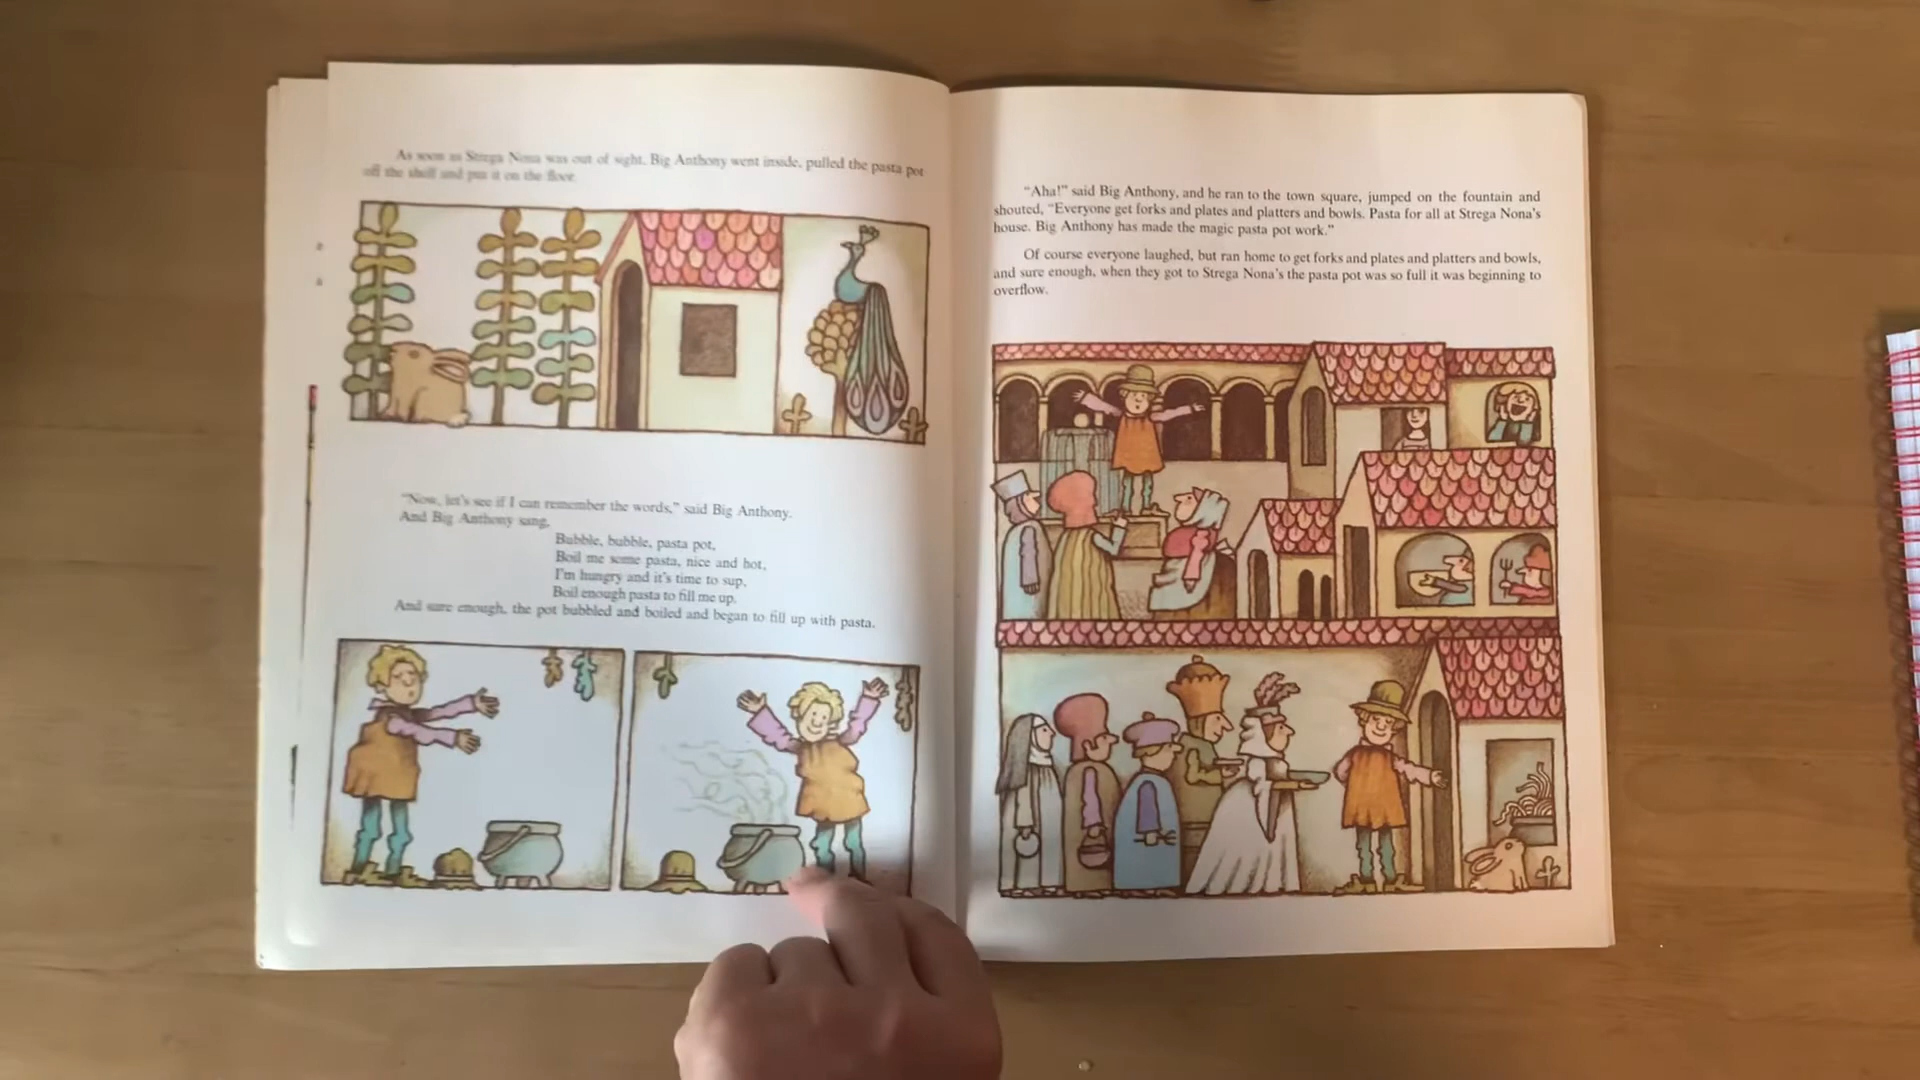 As soon as Strega Nona was out of sight, Big Anthony went inside, pulled the pasta pot
off the shelf and put it on the floor.
"Now, let's see if I can remember the words," said Big Anthony.
And Big Anthony sang,
Bubble, bubble, pasta pot,
Boil me some pasta, nice and hot,
I'm hungry and it's time to sup,
Boil enough pasta to fill me up.
And sure enough, the pot bubbled and boiled and began to fill up with pasta.
"Aha!" said Big Anthony, and he ran to the town square, jumped on the fountain and
shouted, "Everyone get forks and plates and platters and bowls. Pasta for all at Strega Nona's
house. Big Anthony has made the magic pasta pot work."
Of course everyone laughed, but ran home to get forks and plates and platters and bowls,
and sure enough, when they got to Strega Nona's the pasta pot was so full it was beginning to
overflow.